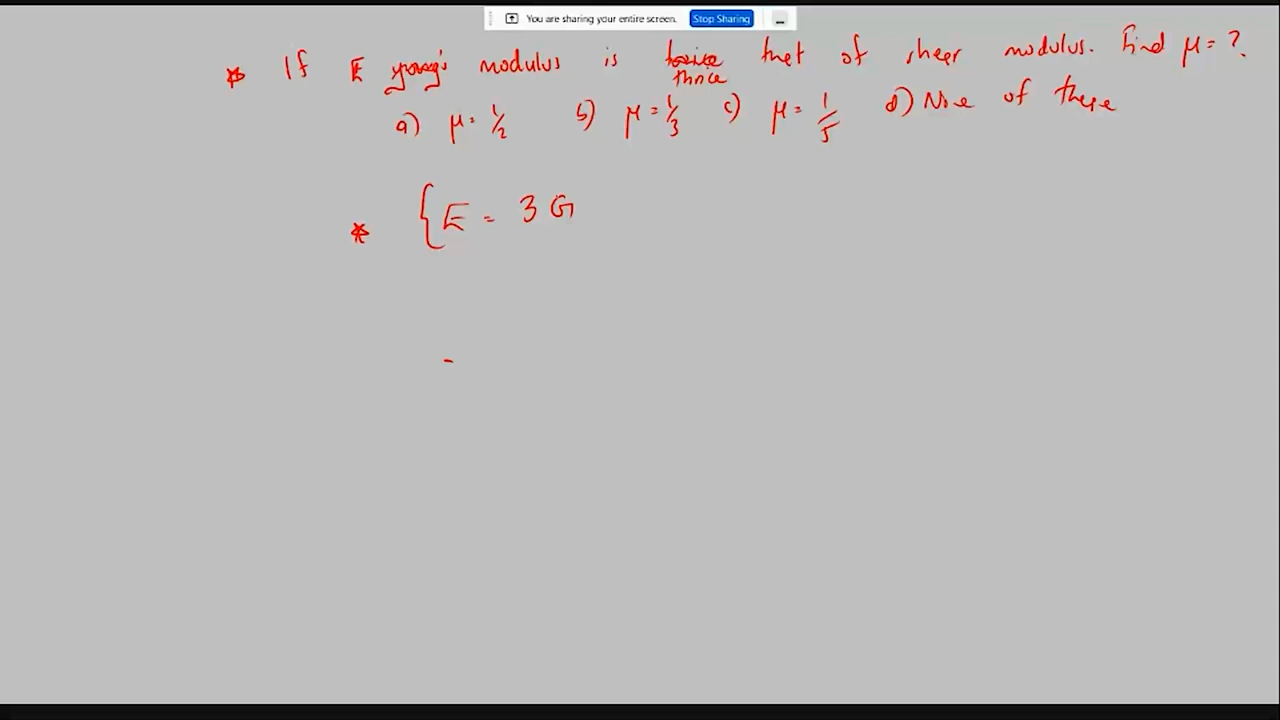 You are sharing your entire screen. Stop Sharing
* If E young's modulus is twice thrice that of shear modulus. Find μ = ?
a) μ = 1/2 b) μ = 1/3 c) μ = 1/5 d) None of these
* { E = 3 G
-